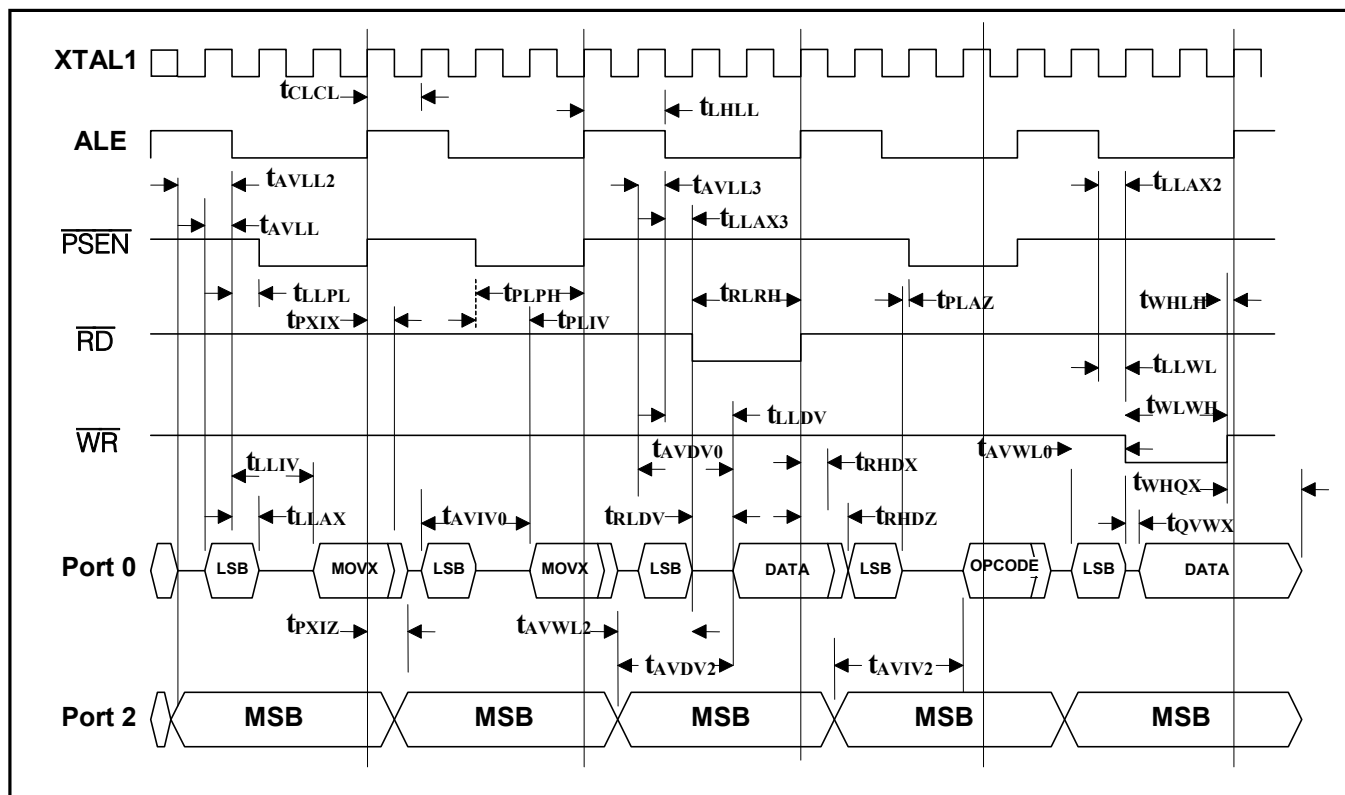 XTAL1
tCLCL
tLHLL
ALE
tAVLL2
tAVLL3
tLLAX2
tAVLL
tLLAX3
PSEN
tLLPL
tPLPH
tRLRH
tPLAZ
tWHLH
tPXIX
tPLIV
RD
tLLWL
tLLDV
tWLWH
WR
tAVDV0
tAVWL0
tLLIV
tRHDX
tWHQX
tLLAX
tAVIV0
tRLDV
tRHDZ
tQVWX
Port 0
LSB
MOVX
LSB
MOVX
LSB
DATA
LSB
OPCODE
LSB
DATA
tPXIZ
tAVWL2
tAVDV2
tAVIV2
Port 2
MSB
MSB
MSB
MSB
MSB